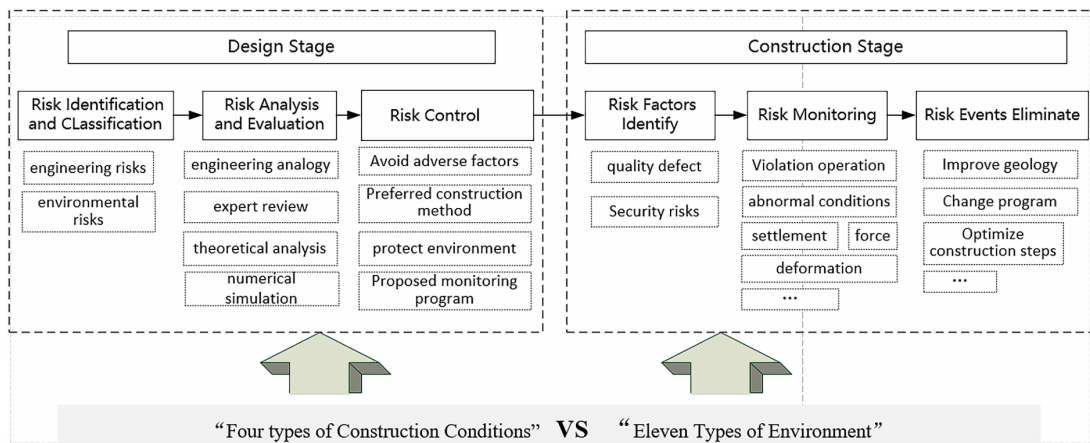 Design Stage
Risk Identification
and CLassification
engineering risks
environmental
risks
Risk Analysis
and Evaluation
engineering analogy
expert review
theoretical analysis
numerical
simulation
Risk Control
Avoid adverse factors
Preferred construction
method
protect environment
Proposed monitoring
program
Construction Stage
Risk Factors
Identify
quality defect
Security risks
Risk Monitoring
Violation operation
abnormal conditions
settlement force
deformation
...
Risk Events Eliminate
Improve geology
Change program
Optimize
construction steps
...
“Four types of Construction Conditions” VS “Eleven Types of Environment”